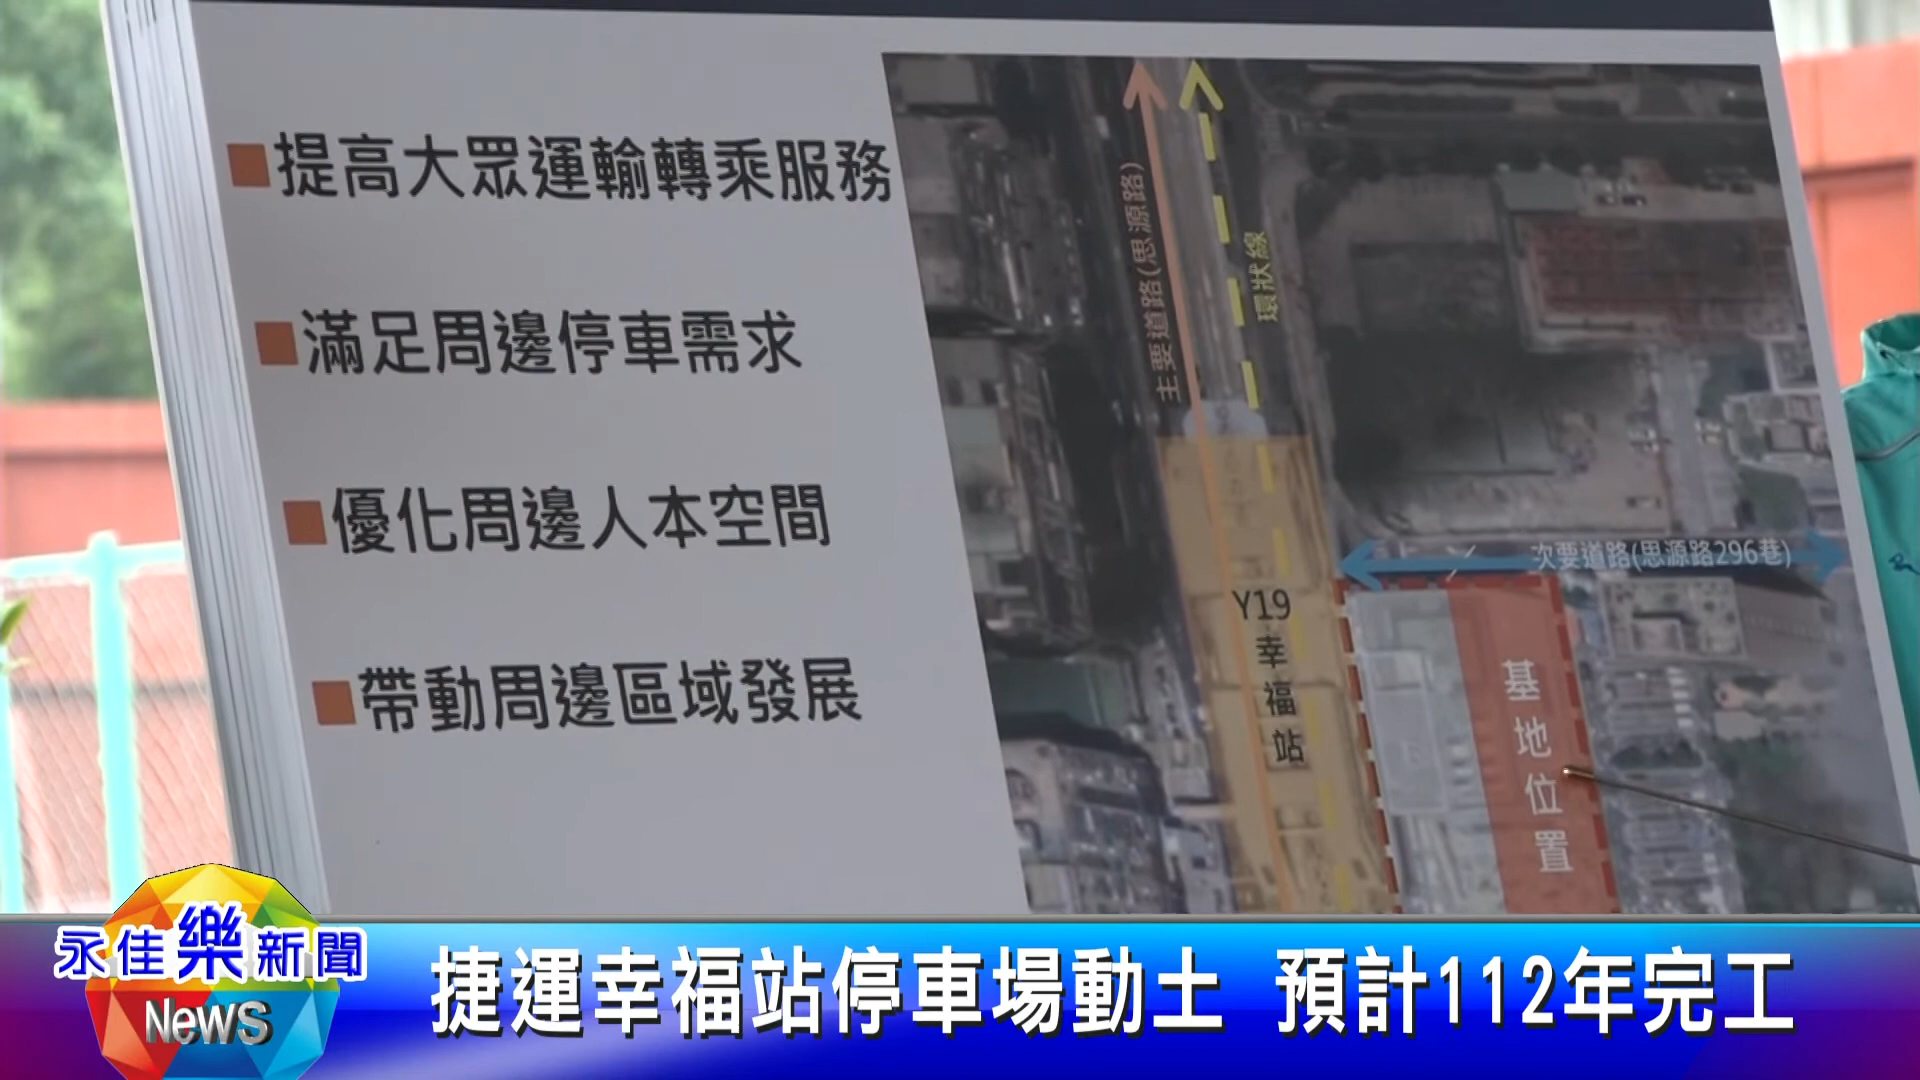 提高大眾運輸轉乘服務
滿足周邊停車需求
優化周邊人本空間
帶動周邊區域發展
主要道路(思源路)
環狀線
次要道路(思源路296巷)
Y19
幸福站
基地位置
永佳樂新聞
News
捷運幸福站停車場動土 預計112年完工